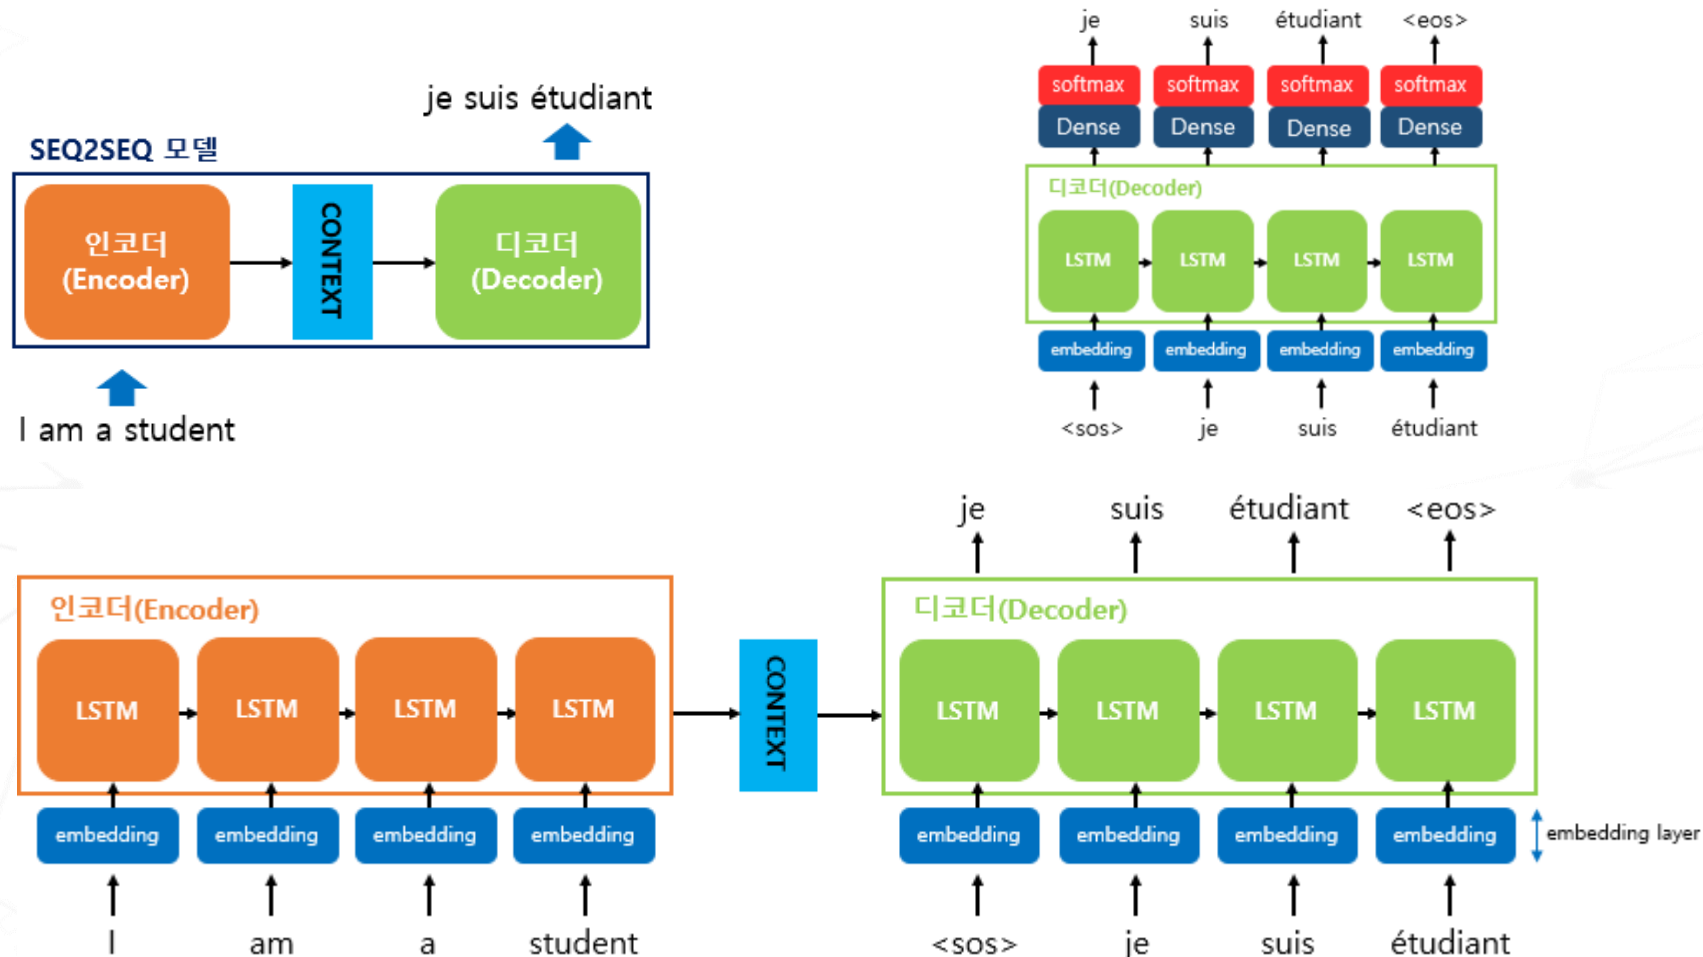 je suis étudiant
SEQ2SEQ 모델
인코더
(Encoder)
CONTEXT
디코더
(Decoder)
I am a student
je suis étudiant <eos>
softmax softmax softmax softmax
Dense Dense Dense Dense
디코더(Decoder)
LSTM LSTM LSTM LSTM
embedding embedding embedding embedding
<sos> je suis étudiant
je suis étudiant <eos>
인코더(Encoder)
LSTM LSTM LSTM LSTM
embedding embedding embedding embedding
I am a student
CONTEXT
디코더(Decoder)
LSTM LSTM LSTM LSTM
embedding embedding embedding embedding
embedding layer
<sos> je suis étudiant